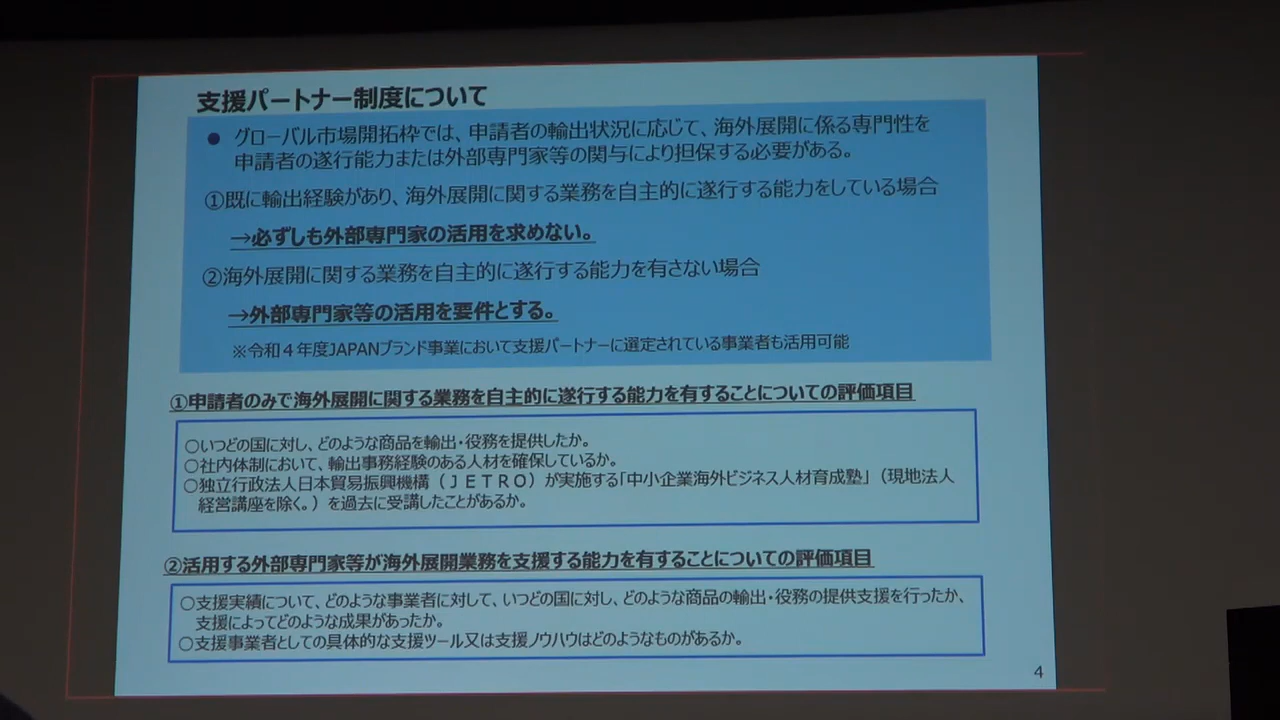 支援パートナー制度について
● グローバル市場開拓枠では、申請者の輸出状況に応じて、海外展開に係る専門性を
申請者の遂行能力または外部専門家等の関与により担保する必要がある。
①既に輸出経験があり、海外展開に関する業務を自主的に遂行する能力をしている場合
→必ずしも外部専門家の活用を求めない。
②海外展開に関する業務を自主的に遂行する能力を有さない場合
→外部専門家等の活用を要件とする。
※令和４年度JAPANブランド事業において支援パートナーに選定されている事業者も活用可能
①申請者のみで海外展開に関する業務を自主的に遂行する能力を有することについての評価項目
○いつどの国に対し、どのような商品を輸出・役務を提供したか。
○社内体制において、輸出事務経験のある人材を確保しているか。
○独立行政法人日本貿易振興機構（ＪＥＴＲＯ）が実施する「中小企業海外ビジネス人材育成塾」（現地法人
経営講座を除く。）を過去に受講したことがあるか。
②活用する外部専門家等が海外展開業務を支援する能力を有することについての評価項目
○支援実績について、どのような事業者に対して、いつどの国に対し、どのような商品の輸出・役務の提供支援を行ったか、
支援によってどのような成果があったか。
○支援事業者としての具体的な支援ツール又は支援ノウハウはどのようなものがあるか。
4